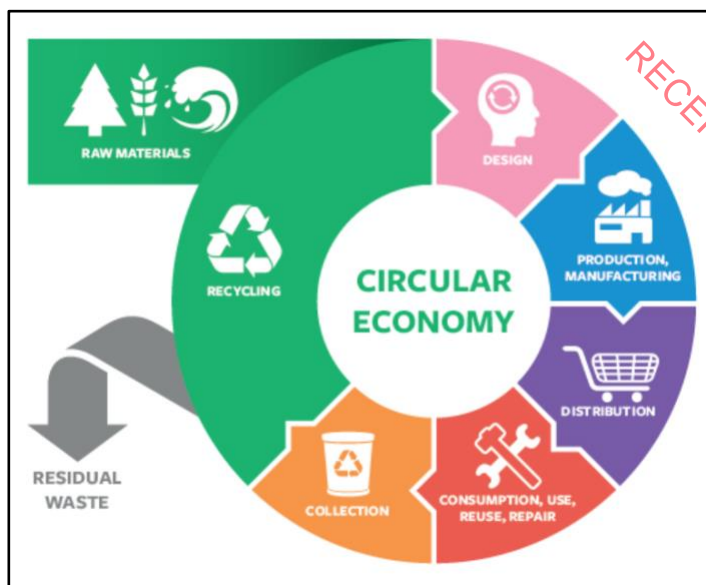 RAW MATERIALS
DESIGN
PRODUCTION,
MANUFACTURING
DISTRIBUTION
CONSUMPTION, USE,
REUSE, REPAIR
COLLECTION
RECYCLING
CIRCULAR
ECONOMY
RESIDUAL
WASTE